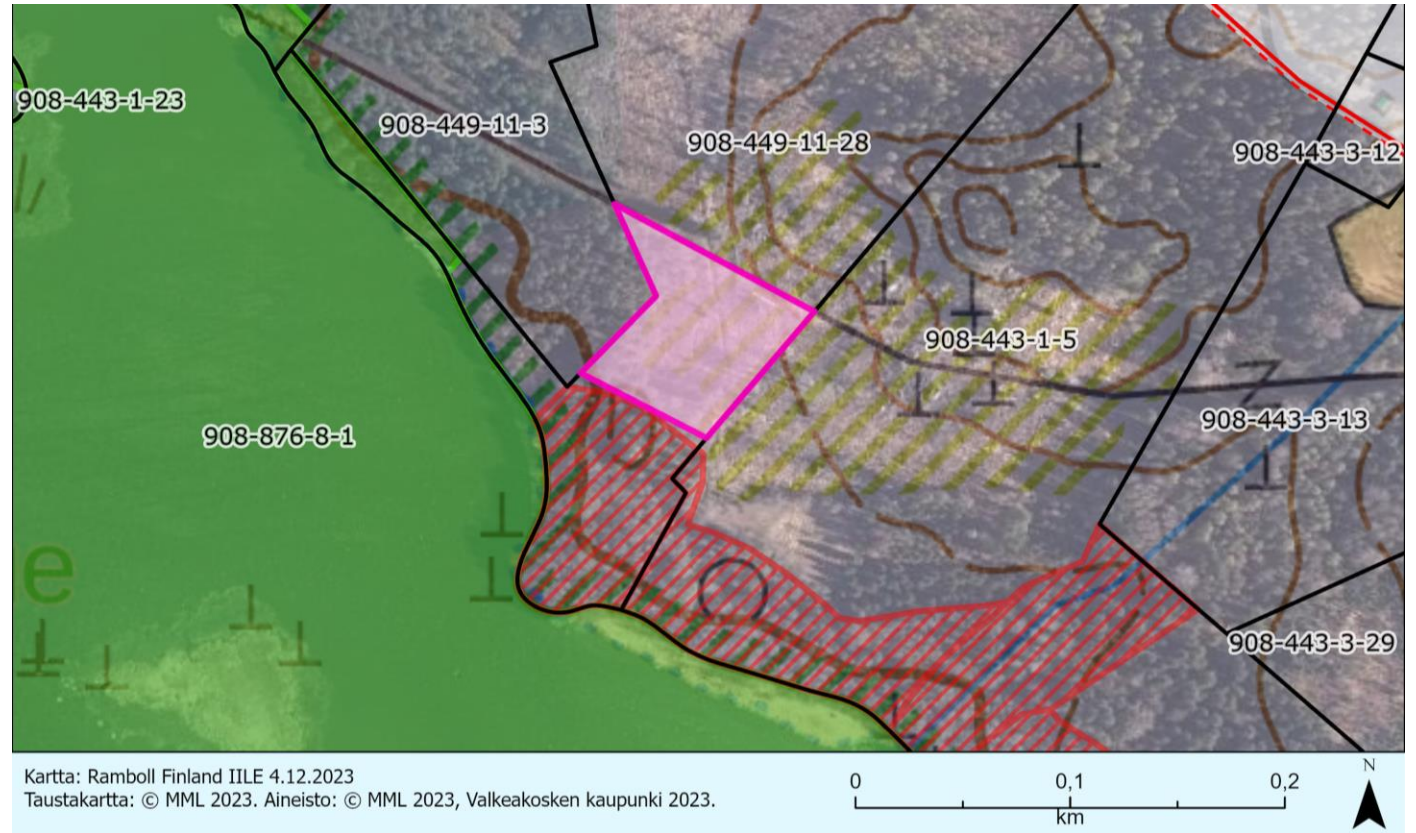 908-443-1-23
908-449-11-3
908-449-11-28
908-443-3-12
908-443-1-5
908-443-3-13
908-876-8-1
e
908-443-3-29
Kartta: Ramboll Finland IILE 4.12.2023
Taustakartta: © MML 2023. Aineisto: © MML 2023, Valkeakosken kaupunki 2023.
0 0,1 0,2
km
N